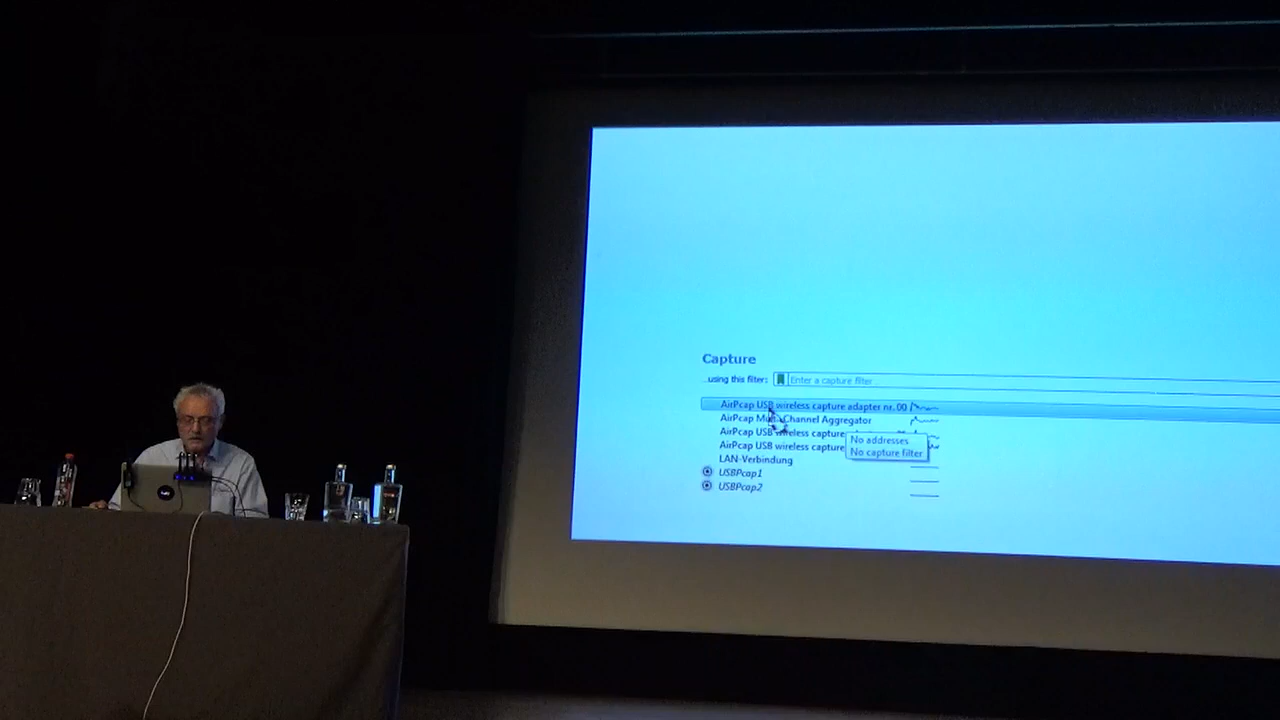 Capture
...using this filter: Enter a capture filter ...
AirPcap USB wireless capture adapter nr. 00
AirPcap Multi-Channel Aggregator
AirPcap USB wireless capture
AirPcap USB wireless capture
No addresses
No capture filter
LAN-Verbindung
USBPcap1
USBPcap2